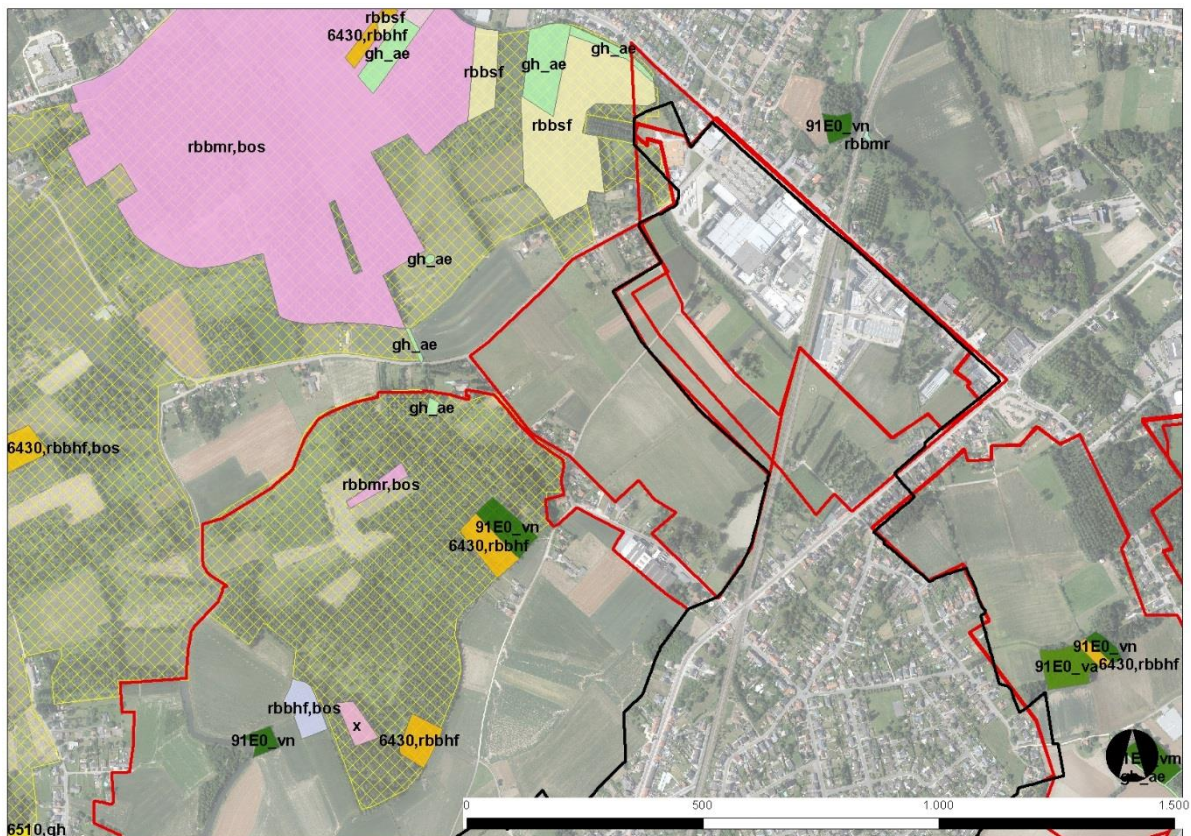 rbbsf
6430,rbbhf
gh_ae
gh_ae
gh_ae
rbbsf
rbbsf
91E0_vn
rbbmr
rbbmr,bos
gh_ae
gh_ae
gh_ae
6430,rbbhf,bos
rbbmr,bos
91E0_vn
6430,rbbhf
91E0_vn
91E0_va
6430,rbbhf
rbbhf,bos
x
91E0_vn
6430,rbbhf
gh_ae
6510,gh
0
500
1.000
1.500